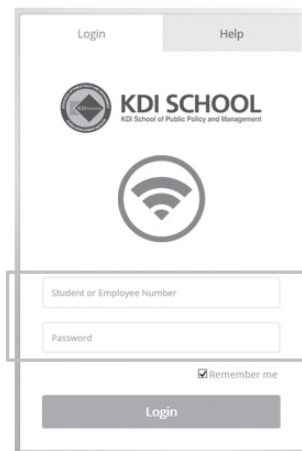 Login
Help
KDI SCHOOL
KDI School of Public Policy and Management
Student or Employee Number
Password
Remember me
Login